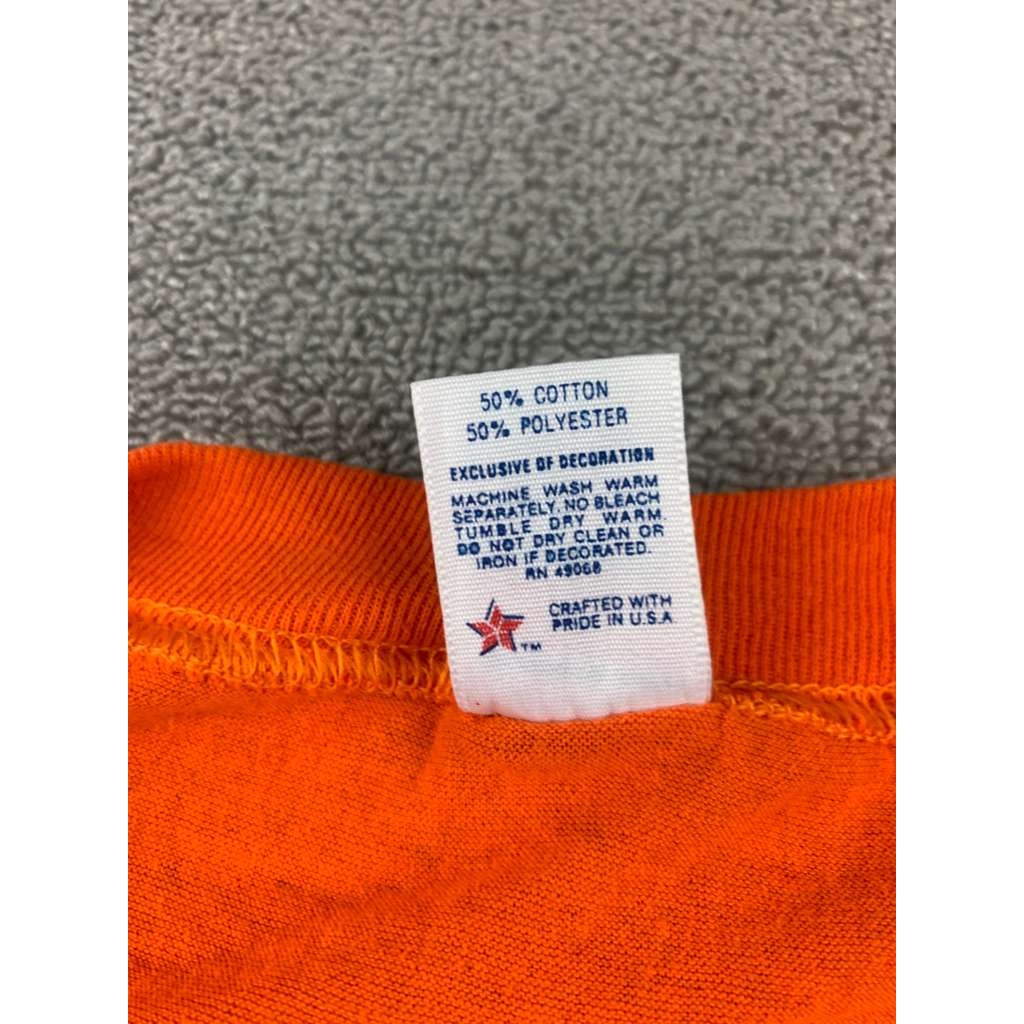 50% COTTON
50% POLYESTER
EXCLUSIVE OF DECORATION
MACHINE WASH WARM
SEPARATELY, NO BLEACH
TUMBLE DRY WARM.
DO NOT DRY CLEAN OR
IRON IF DECORATED.
RN 49068
CRAFTED WITH
PRIDE IN U.S.A
TM